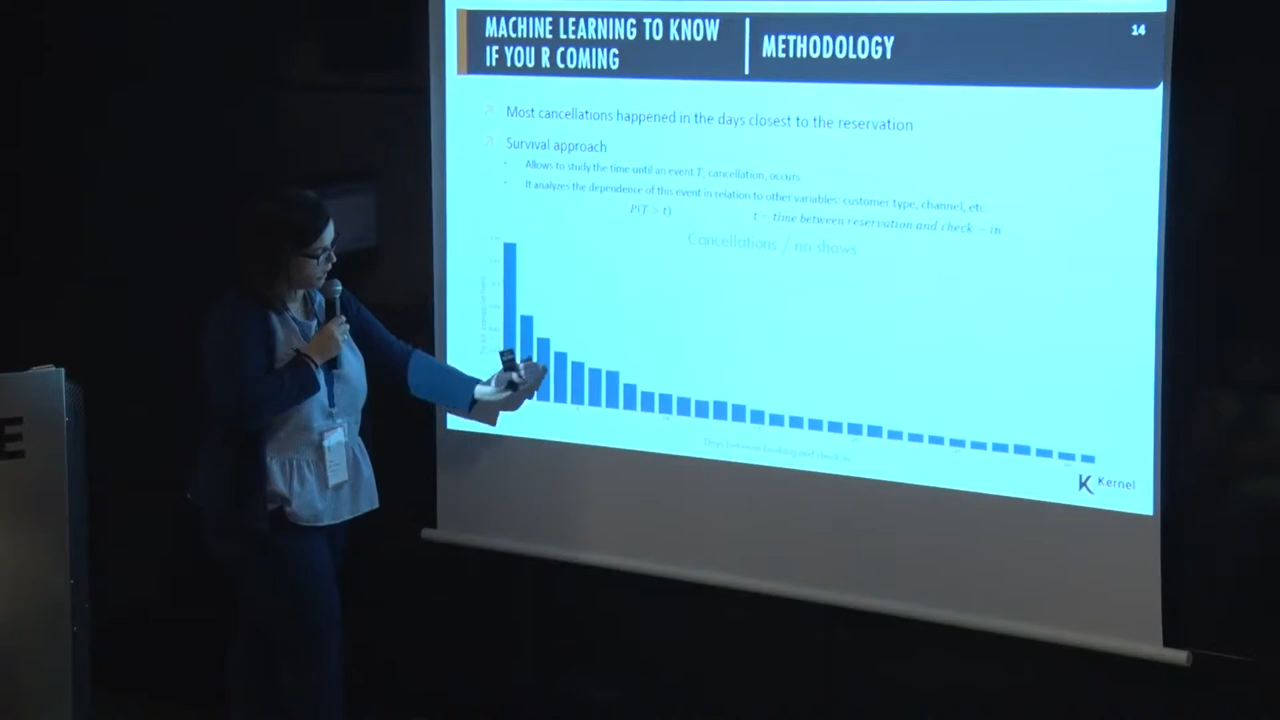 MACHINE LEARNING TO KNOW
IF YOU R COMING
METHODOLOGY
14
Most cancellations happened in the days closest to the reservation
Survival approach
Allows to study the time until an event T, cancellation, occurs
It analyzes the dependence of this event in relation to other variables: customer type, channel, etc.
P(T > t)
t = time between reservation and check − in
Cancellations / no shows
Days between booking and check-in
Kernel
E